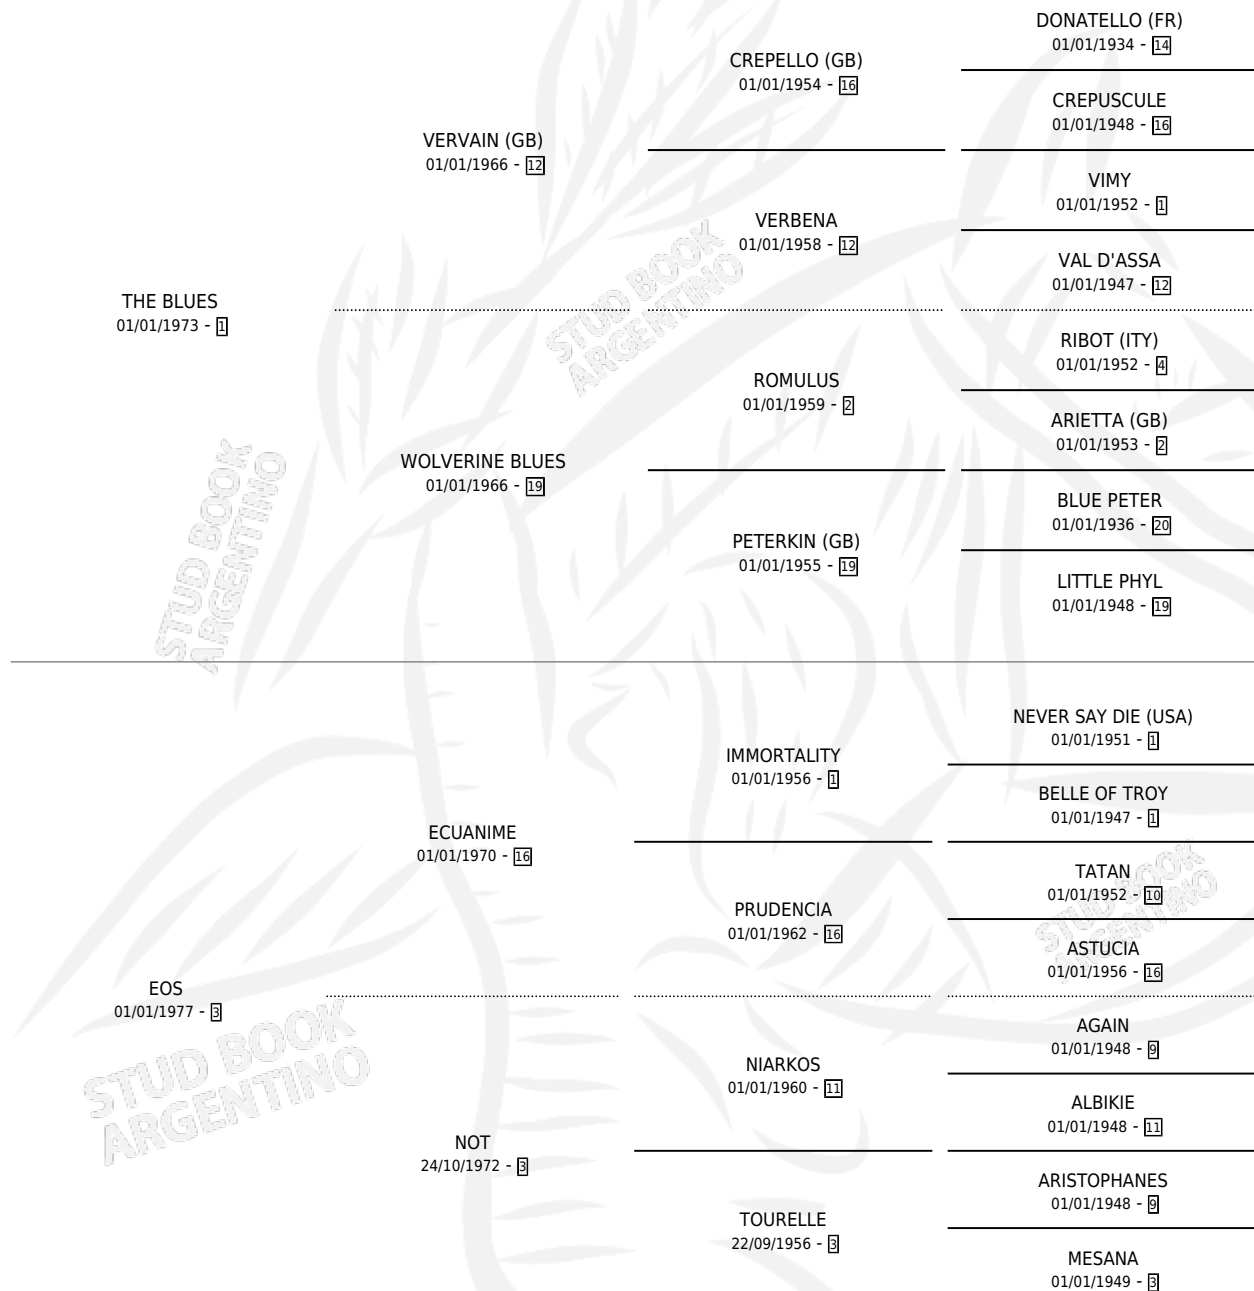 DONATELLO (FR)
01/01/1934 - 14
CREPELLO (GB)
01/01/1954 - 16
CREPUSCULE
01/01/1948 - 16
VERVAIN (GB)
01/01/1966 - 12
VIMY
01/01/1952 - 1
VERBENA
01/01/1958 - 12
VAL D'ASSA
01/01/1947 - 12
THE BLUES
01/01/1973 - 1
RIBOT (ITY)
01/01/1952 - 4
ROMULUS
01/01/1959 - 2
ARIETTA (GB)
01/01/1953 - 2
WOLVERINE BLUES
01/01/1966 - 19
BLUE PETER
01/01/1936 - 20
PETERKIN (GB)
01/01/1955 - 19
LITTLE PHYL
01/01/1948 - 19
NEVER SAY DIE (USA)
01/01/1951 - 1
IMMORTALITY
01/01/1956 - 1
BELLE OF TROY
01/01/1947 - 1
ECUANIME
01/01/1970 - 16
TATAN
01/01/1952 - 10
PRUDENCIA
01/01/1962 - 16
ASTUCIA
01/01/1956 - 16
EOS
01/01/1977 - 3
AGAIN
01/01/1948 - 9
NIARKOS
01/01/1960 - 11
ALBIKIE
01/01/1948 - 11
NOT
24/10/1972 - 3
ARISTOPHANES
01/01/1948 - 9
TOURELLE
22/09/1956 - 3
MESANA
01/01/1949 - 3
STUD BOOK
ARGENTINO
STUD BOOK
ARGENTINO
STUD BOOK
ARGENTINO
STUD BOOK
ARGENTINO